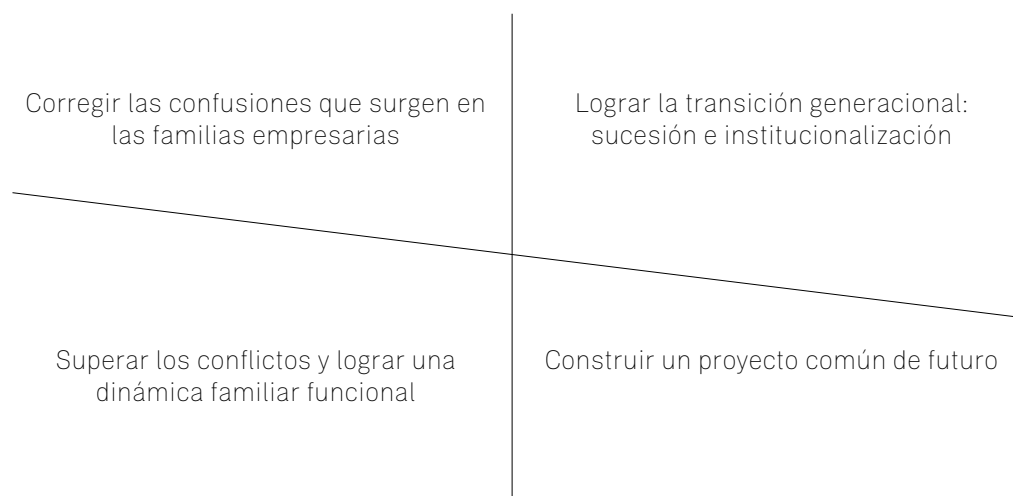 Corregir las confusiones que surgen en
las familias empresarias
Lograr la transición generacional:
sucesión e institucionalización
Superar los conflictos y lograr una
dinámica familiar funcional
Construir un proyecto común de futuro